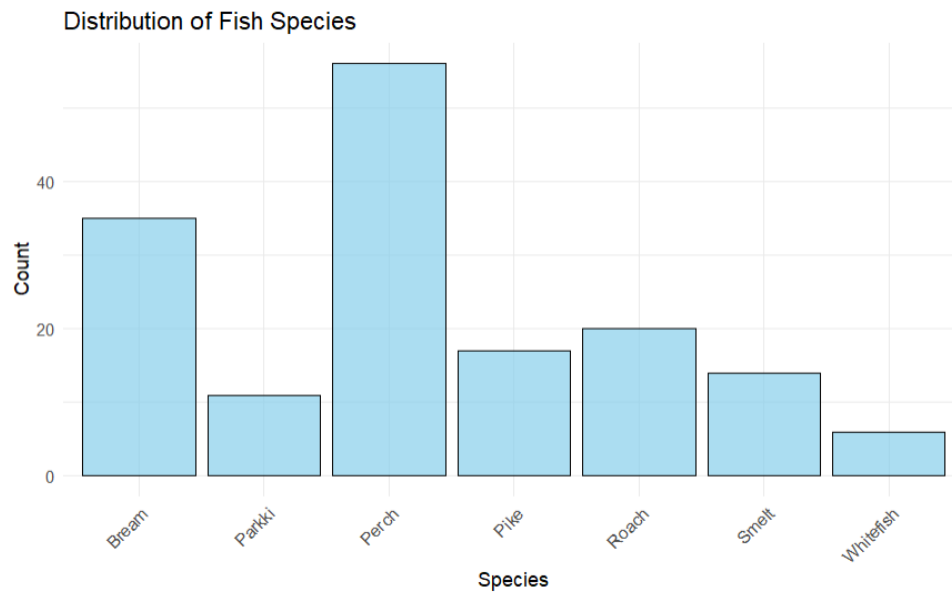 Distribution of Fish Species
Count
40
20
0
Bream
Parkki
Perch
Pike
Roach
Smelt
Whitefish
Species